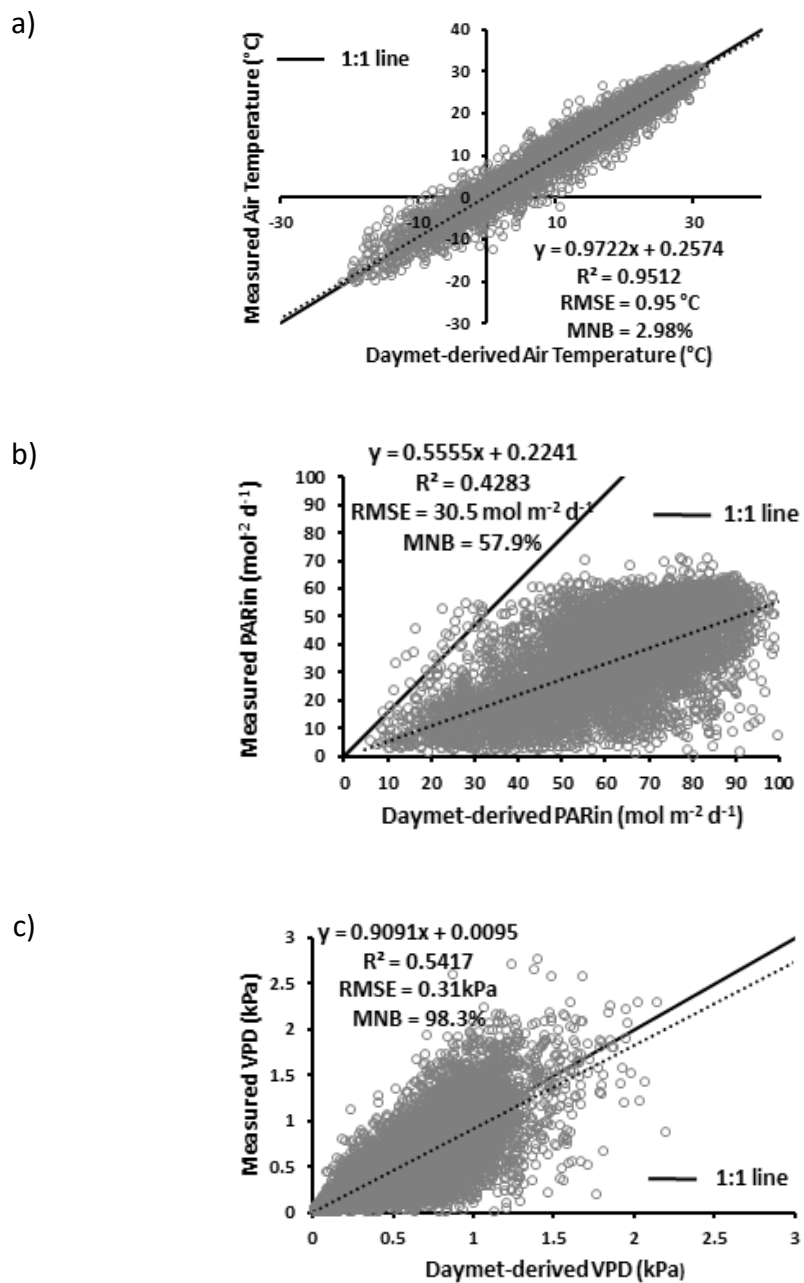 a)
Measured Air Temperature (°C)
40
1:1 line
30
20
10
0
-30
-10
10
30
-10
-20
-30
y = 0.9722x + 0.2574
R² = 0.9512
RMSE = 0.95 °C
MNB = 2.98%
Daymet-derived Air Temperature (°C)
b)
Measured PARin (mol⁻² d⁻¹)
y = 0.5555x + 0.2241
R² = 0.4283
RMSE = 30.5 mol m⁻² d⁻¹
MNB = 57.9%
1:1 line
100
90
80
70
60
50
40
30
20
10
0
0 10 20 30 40 50 60 70 80 90 100
Daymet-derived PARin (mol m⁻² d⁻¹)
c)
Measured VPD (kPa)
y = 0.9091x + 0.0095
R² = 0.5417
RMSE = 0.31kPa
MNB = 98.3%
3
2.5
2
1.5
1
0.5
0
1:1 line
0 0.5 1 1.5 2 2.5 3
Daymet-derived VPD (kPa)